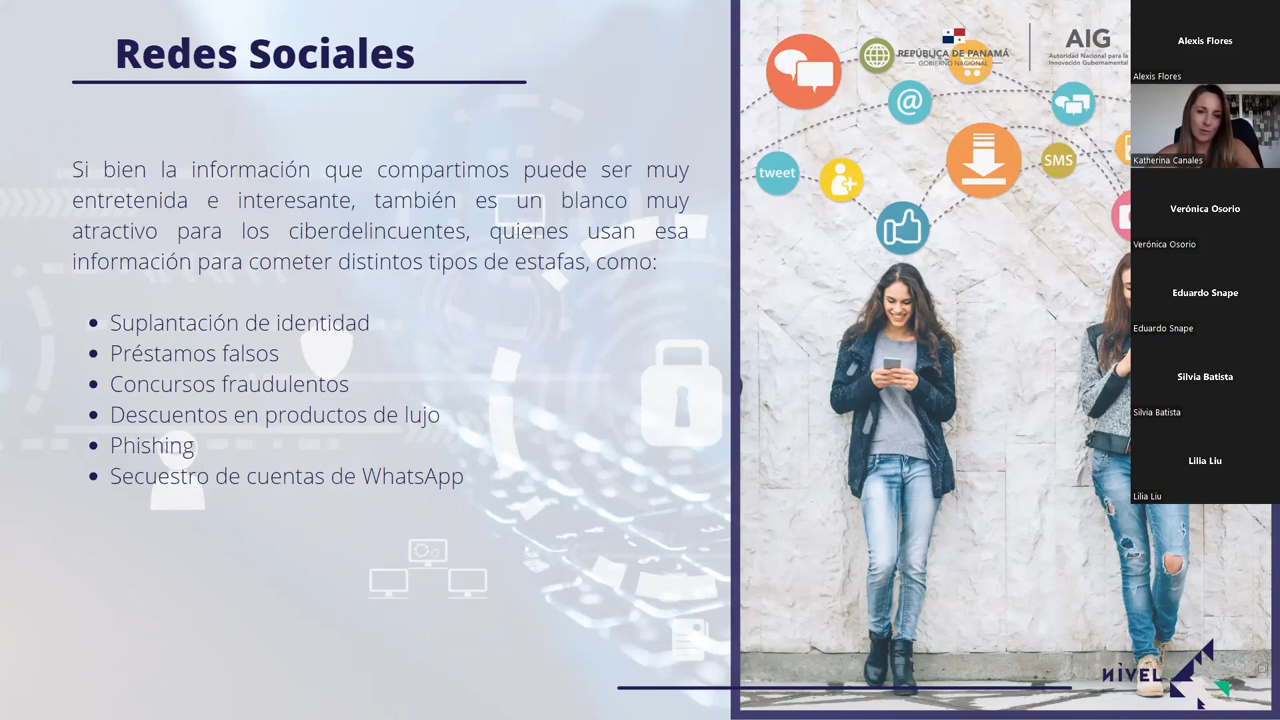 Redes Sociales
Si bien la información que compartimos puede ser muy
entretenida e interesante, también es un blanco muy
atractivo para los ciberdelincuentes, quienes usan esa
información para cometer distintos tipos de estafas, como:
Suplantación de identidad
Préstamos falsos
Concursos fraudulentos
Descuentos en productos de lujo
Phishing
Secuestro de cuentas de WhatsApp
REPÚBLICA DE PANAMÁ
GOBIERNO NACIONAL
AIG
Autoridad Nacional para la
Innovación Gubernamental
@
tweet
SMS
NIVEL
Alexis Flores
Alexis Flores
Katherina Canales
Verónica Osorio
Verónica Osorio
Eduardo Snape
Eduardo Snape
Silvia Batista
Silvia Batista
Lilia Liu
Lilia Liu